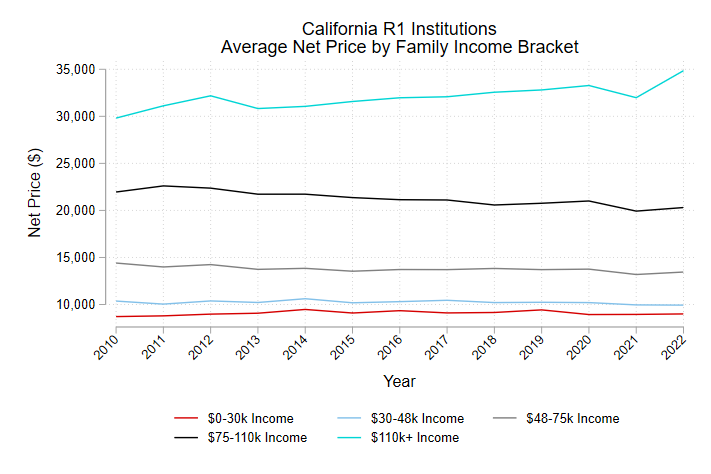 California R1 Institutions
Average Net Price by Family Income Bracket
35,000
30,000
25,000
20,000
15,000
10,000
Net Price ($)
2010
2011
2012
2013
2014
2015
2016
2017
2018
2019
2020
2021
2022
Year
$0-30k Income
$30-48k Income
$48-75k Income
$75-110k Income
$110k+ Income